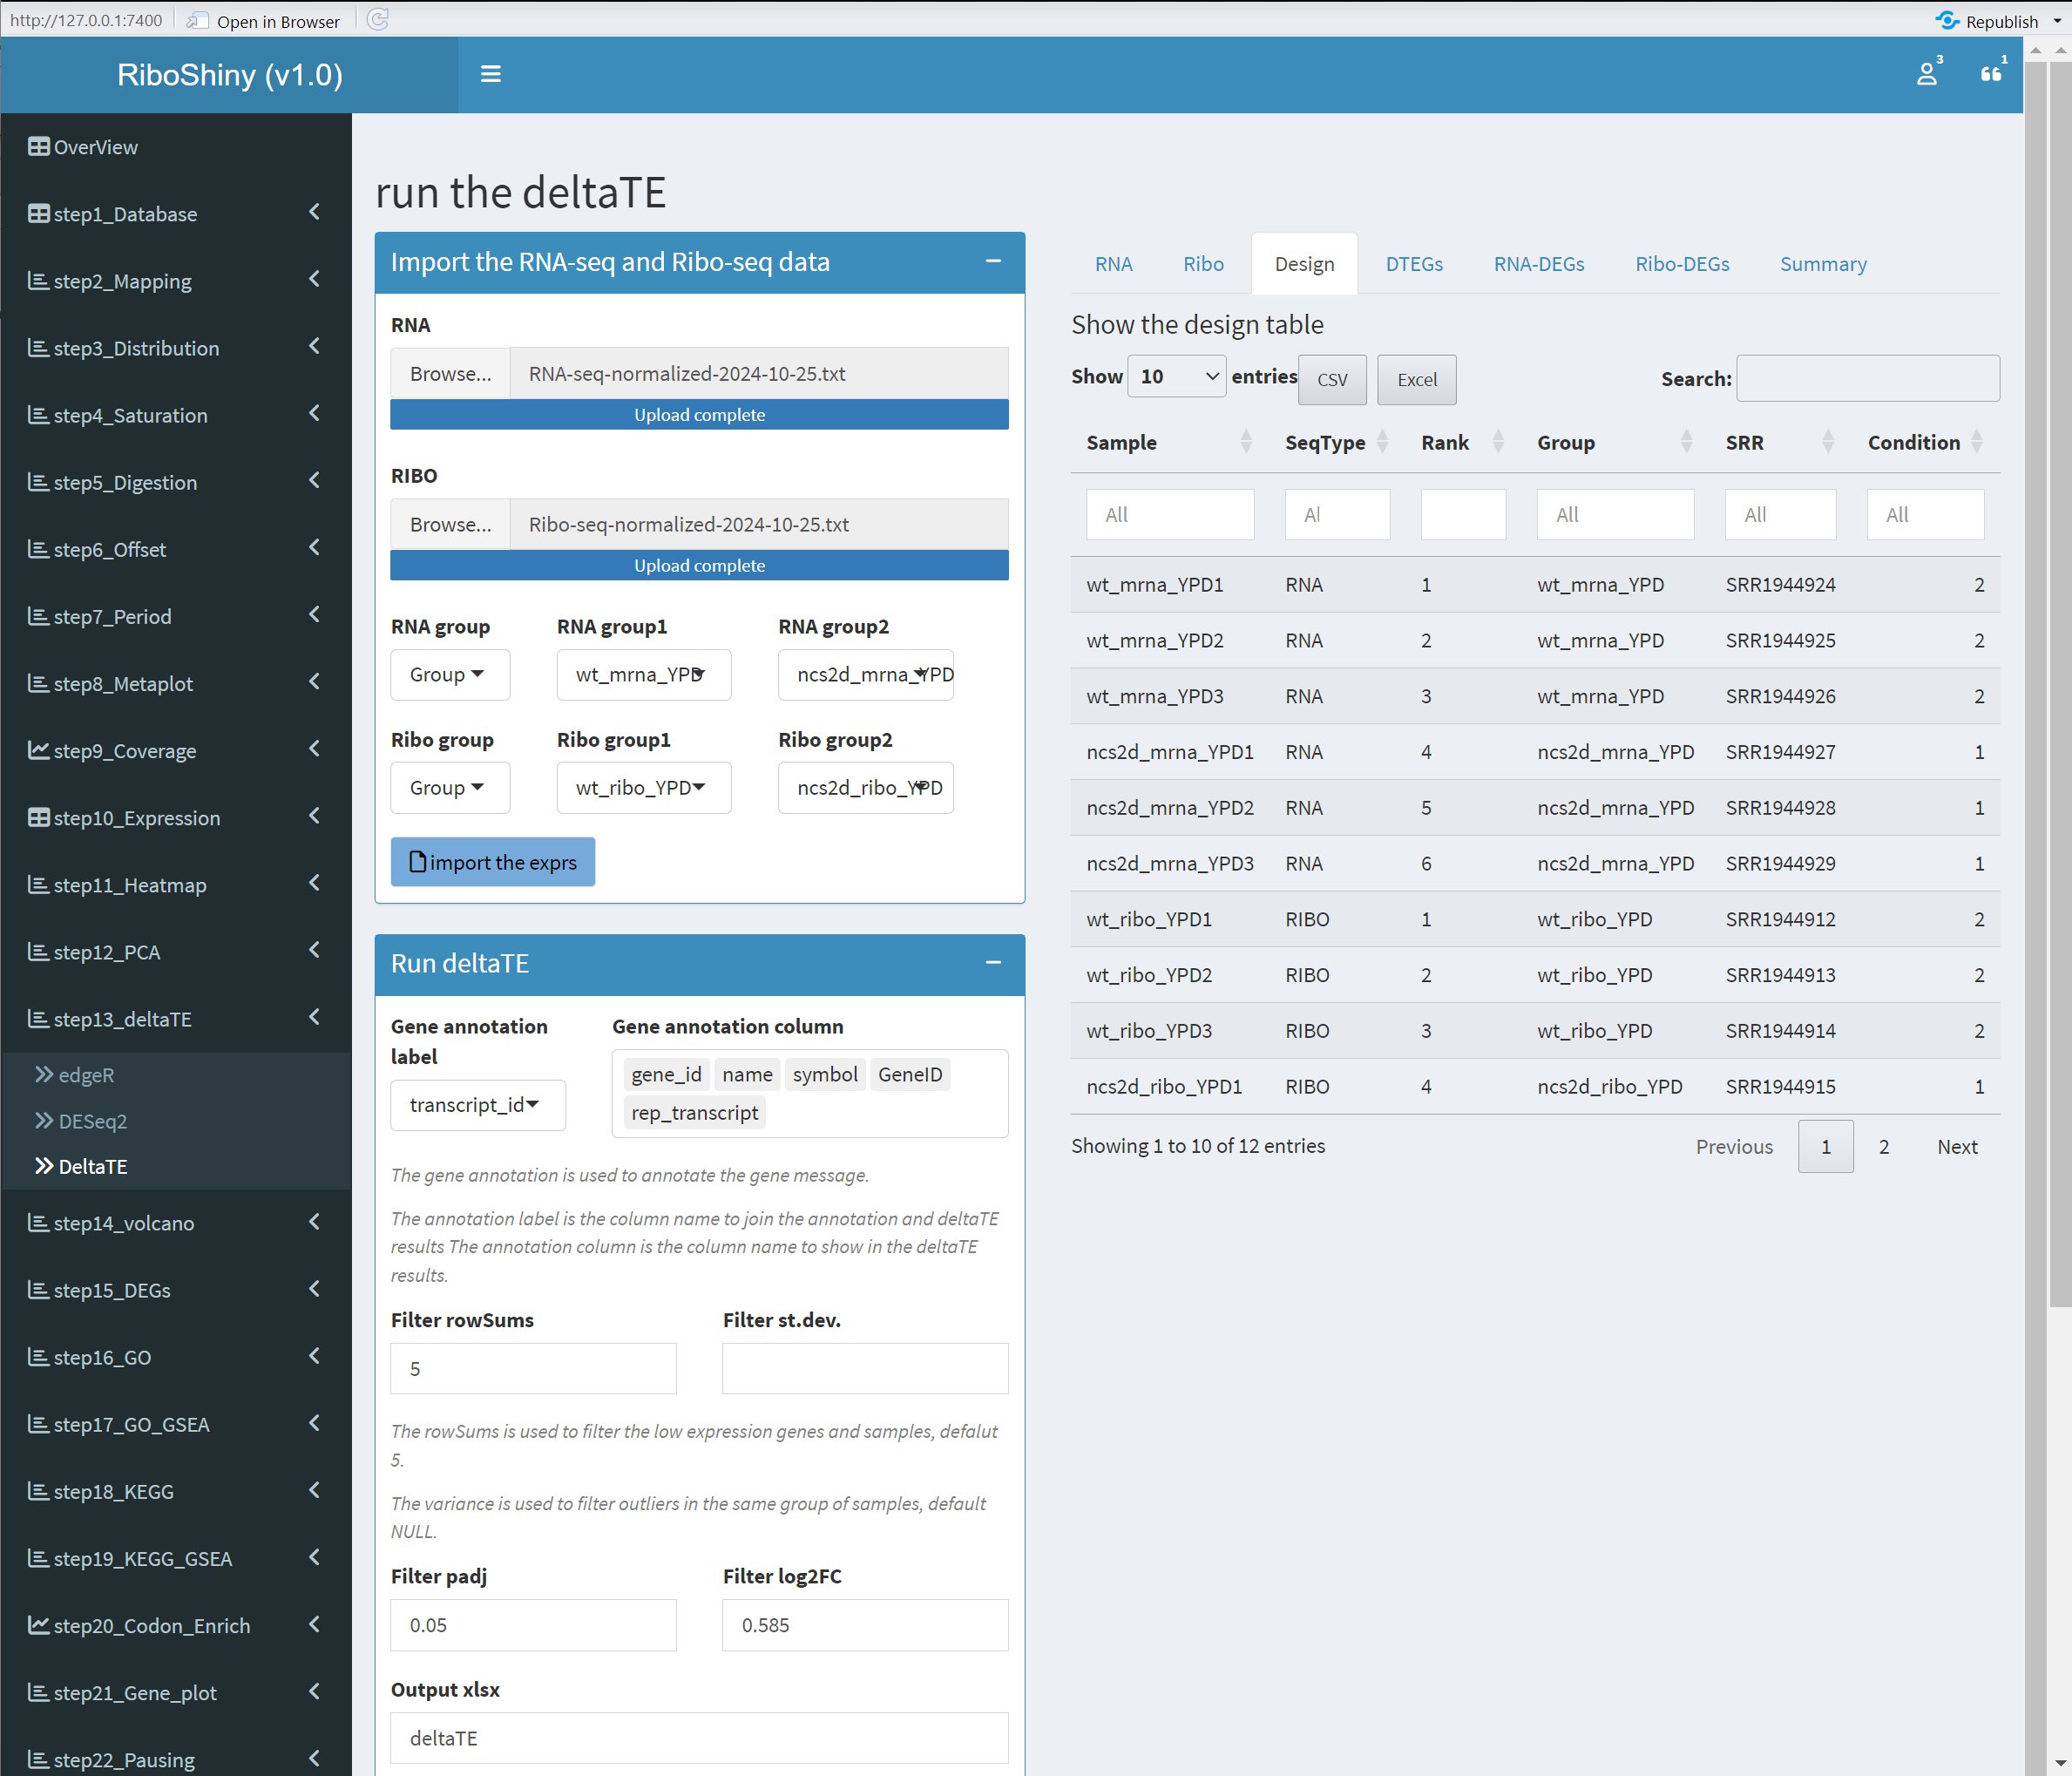 http://127.0.0.1:7400 Open in Browser Republish
RiboShiny (v1.0) 3 1
OverView
step1_Database
step2_Mapping
step3_Distribution
step4_Saturation
step5_Digestion
step6_Offset
step7_Period
step8_Metaplot
step9_Coverage
step10_Expression
step11_Heatmap
step12_PCA
step13_deltaTE
edgeR
DESeq2
DeltaTE
step14_volcano
step15_DEGs
step16_GO
step17_GO_GSEA
step18_KEGG
step19_KEGG_GSEA
step20_Codon_Enrich
step21_Gene_plot
step22_Pausing
run the deltaTE
Import the RNA-seq and Ribo-seq data
RNA
Browse... RNA-seq-normalized-2024-10-25.txt
Upload complete
RIBO
Browse... Ribo-seq-normalized-2024-10-25.txt
Upload complete
RNA group RNA group1 RNA group2
Group wt_mrna_YPD ncs2d_mrna_YPD
Ribo group Ribo group1 Ribo group2
Group wt_ribo_YPD ncs2d_ribo_YPD
import the exprs
Run deltaTE
Gene annotation label Gene annotation column
transcript_id gene_id name symbol GeneID
rep_transcript
The gene annotation is used to annotate the gene message.
The annotation label is the column name to join the annotation and deltaTE
results The annotation column is the column name to show in the deltaTE
results.
Filter rowSums Filter st.dev.
5
The rowSums is used to filter the low expression genes and samples, defalut
5.
The variance is used to filter outliers in the same group of samples, default
NULL.
Filter padj Filter log2FC
0.05 0.585
Output xlsx
deltaTE
RNA Ribo Design DTEGs RNA-DEGs Ribo-DEGs Summary
Show the design table
Show 10 entries CSV Excel Search:
Sample SeqType Rank Group SRR Condition
All All All All All
wt_mrna_YPD1 RNA 1 wt_mrna_YPD SRR1944924 2
wt_mrna_YPD2 RNA 2 wt_mrna_YPD SRR1944925 2
wt_mrna_YPD3 RNA 3 wt_mrna_YPD SRR1944926 2
ncs2d_mrna_YPD1 RNA 4 ncs2d_mrna_YPD SRR1944927 1
ncs2d_mrna_YPD2 RNA 5 ncs2d_mrna_YPD SRR1944928 1
ncs2d_mrna_YPD3 RNA 6 ncs2d_mrna_YPD SRR1944929 1
wt_ribo_YPD1 RIBO 1 wt_ribo_YPD SRR1944912 2
wt_ribo_YPD2 RIBO 2 wt_ribo_YPD SRR1944913 2
wt_ribo_YPD3 RIBO 3 wt_ribo_YPD SRR1944914 2
ncs2d_ribo_YPD1 RIBO 4 ncs2d_ribo_YPD SRR1944915 1
Showing 1 to 10 of 12 entries Previous 1 2 Next